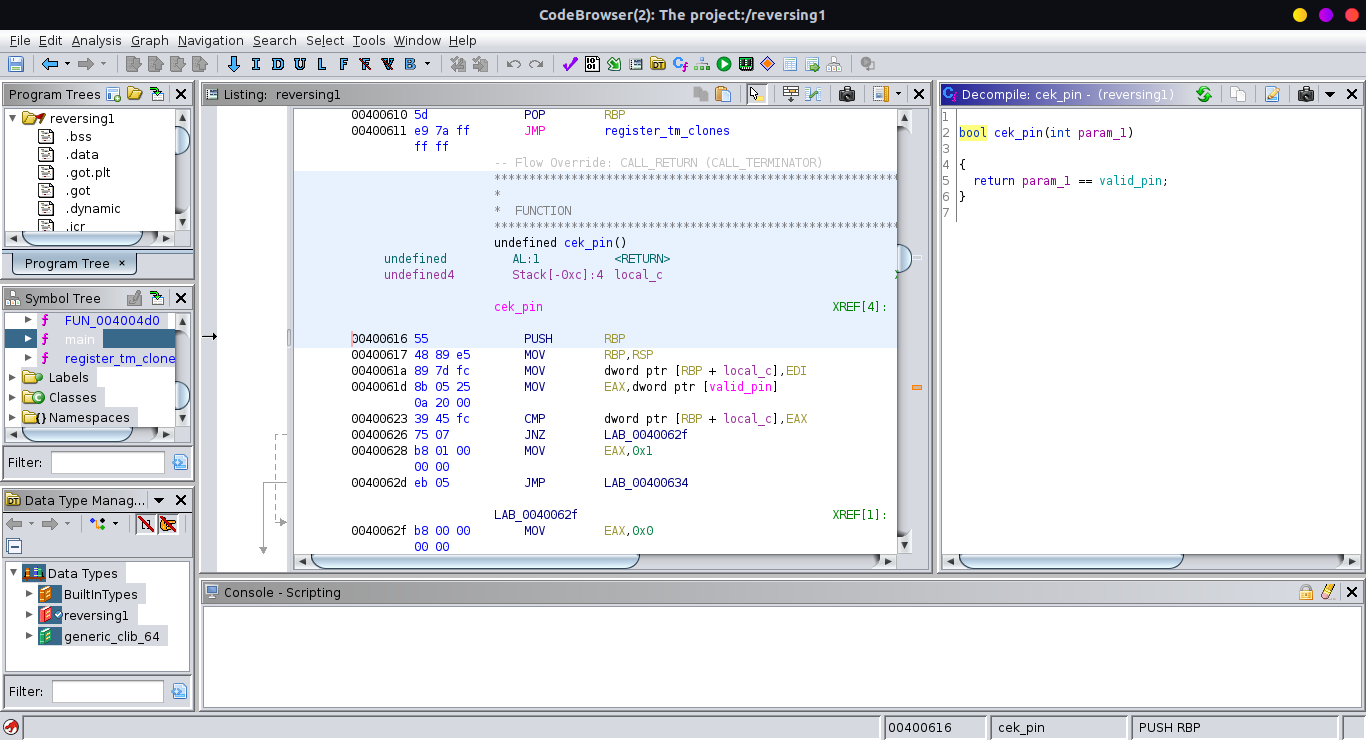 CodeBrowser(2): The project:/reversing1
File Edit Analysis Graph Navigation Search Select Tools Window Help
I D U L F R V B
Program Trees
reversing1
.bss
.data
.got.plt
.got
.dynamic
.jcr
Program Tree ×
Symbol Tree
f FUN_004004d0
f main
f register_tm_clone
Labels
Classes
Namespaces
Filter:
Data Type Manag...
Data Types
BuiltInTypes
reversing1
generic_clib_64
Filter:
Listing: reversing1
00400610 5d POP RBP
00400611 e9 7a ff JMP register_tm_clones
ff ff
-- Flow Override: CALL_RETURN (CALL_TERMINATOR)
**********************************************************
*
* FUNCTION
**********************************************************
undefined cek_pin()
undefined AL:1 <RETURN>
undefined4 Stack[-0xc]:4 local_c
cek_pin XREF[4]:
00400616 55 PUSH RBP
00400617 48 89 e5 MOV RBP,RSP
0040061a 89 7d fc MOV dword ptr [RBP + local_c],EDI
0040061d 8b 05 25 MOV EAX,dword ptr [valid_pin]
0a 20 00
00400623 39 45 fc CMP dword ptr [RBP + local_c],EAX
00400626 75 07 JNZ LAB_0040062f
00400628 b8 01 00 MOV EAX,0x1
00 00
0040062d eb 05 JMP LAB_00400634
LAB_0040062f XREF[1]:
0040062f b8 00 00 MOV EAX,0x0
00 00
Decompile: cek_pin - (reversing1)
1
2 bool cek_pin(int param_1)
3
4 {
5 return param_1 == valid_pin;
6 }
7
Console - Scripting
00400616 cek_pin PUSH RBP